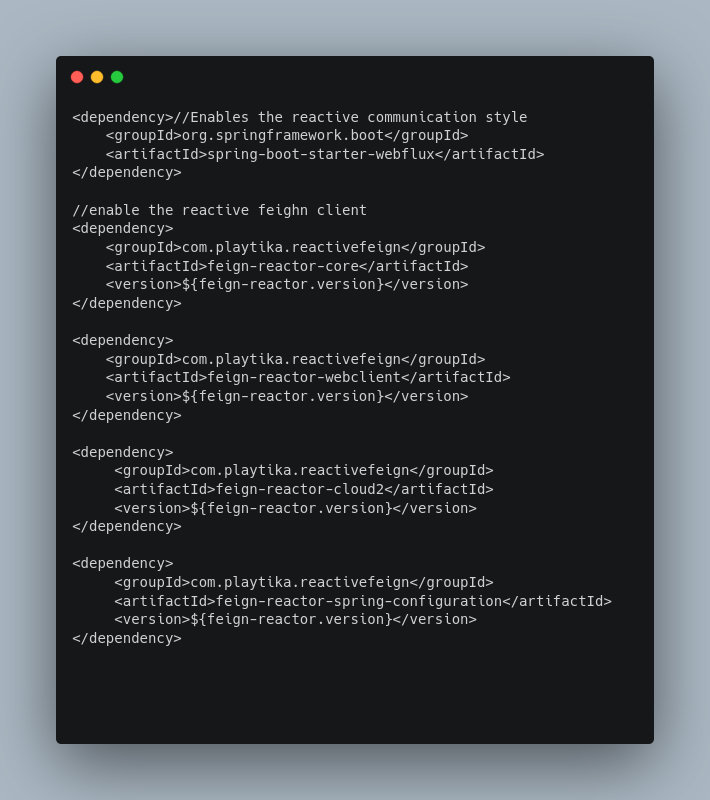 <dependency>//Enables the reactive communication style
    <groupId>org.springframework.boot</groupId>
    <artifactId>spring-boot-starter-webflux</artifactId>
</dependency>

//enable the reactive feighn client
<dependency>
    <groupId>com.playtika.reactivefeign</groupId>
    <artifactId>feign-reactor-core</artifactId>
    <version>${feign-reactor.version}</version>
</dependency>

<dependency>
    <groupId>com.playtika.reactivefeign</groupId>
    <artifactId>feign-reactor-webclient</artifactId>
    <version>${feign-reactor.version}</version>
</dependency>

<dependency>
     <groupId>com.playtika.reactivefeign</groupId>
     <artifactId>feign-reactor-cloud2</artifactId>
     <version>${feign-reactor.version}</version>
</dependency>

<dependency>
     <groupId>com.playtika.reactivefeign</groupId>
     <artifactId>feign-reactor-spring-configuration</artifactId>
     <version>${feign-reactor.version}</version>
</dependency>